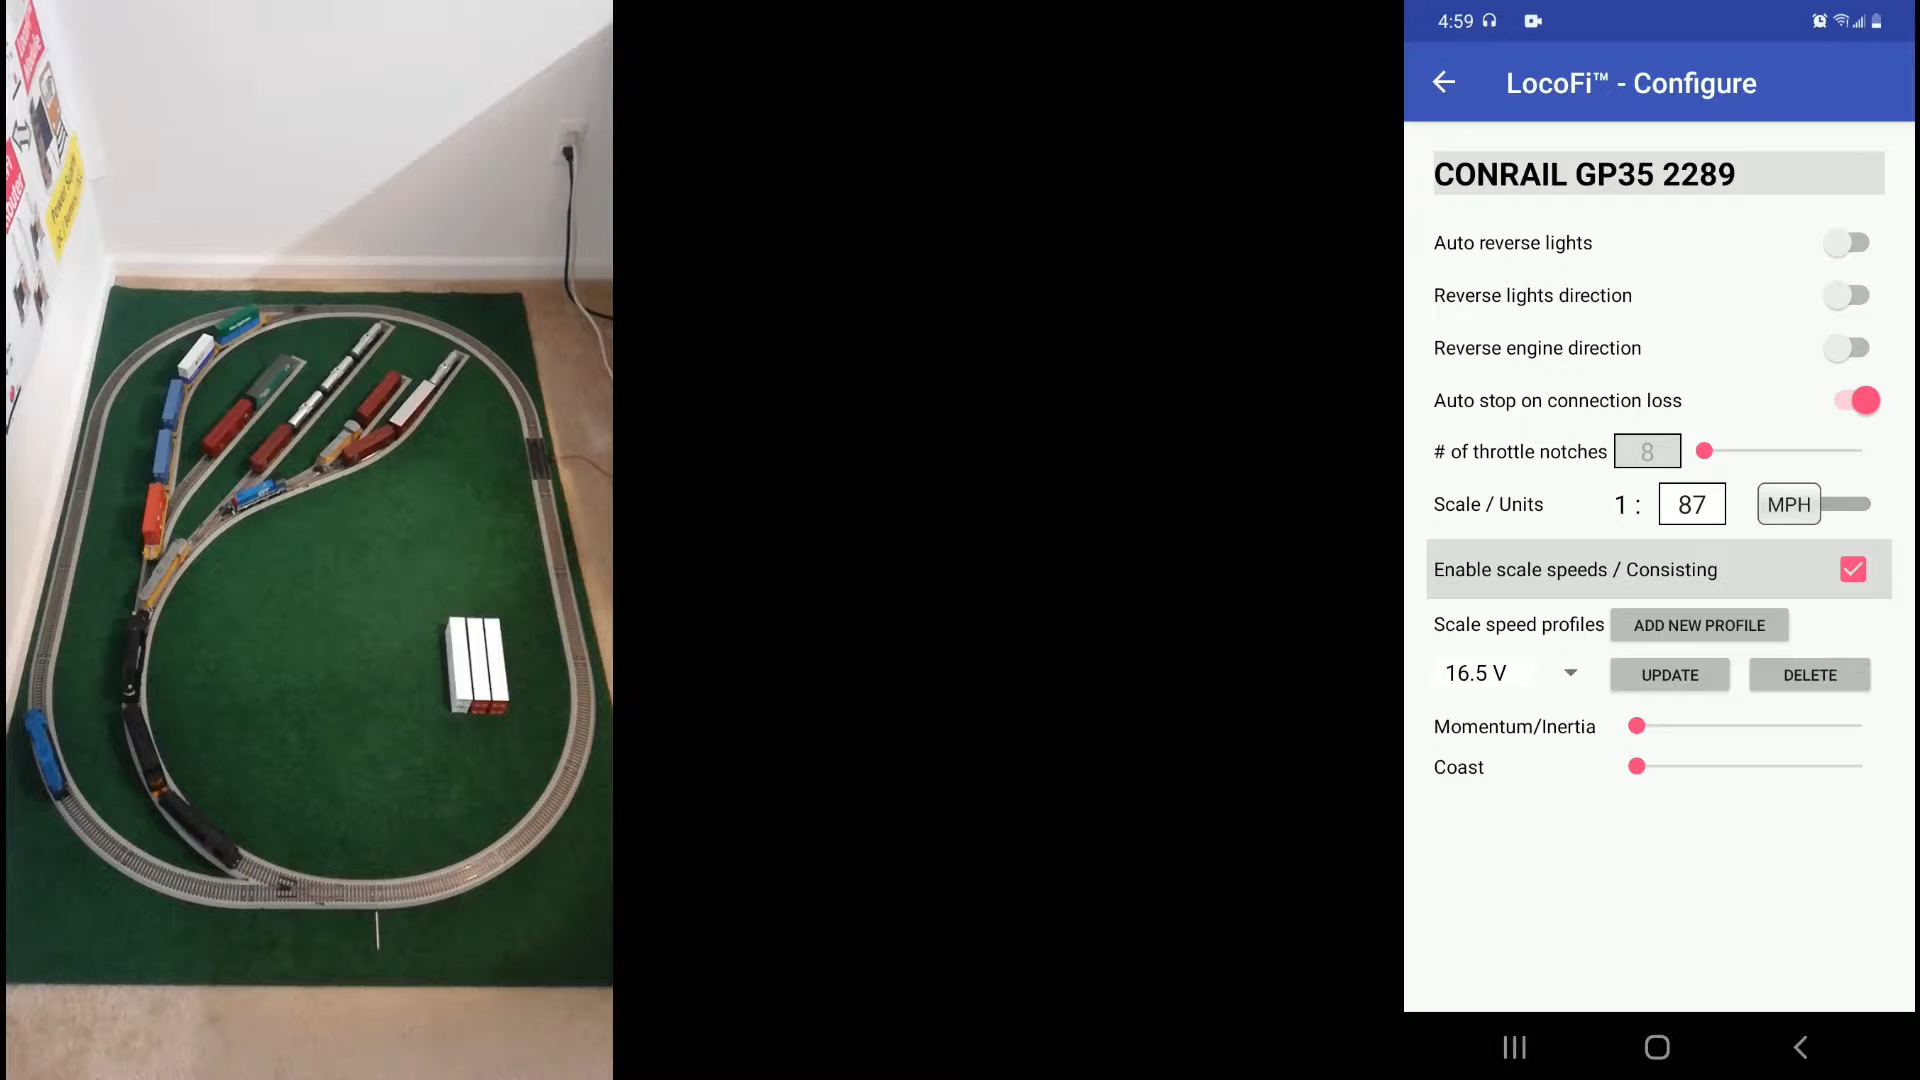 4:59
LocoFi™ - Configure
CONRAIL GP35 2289
Auto reverse lights
Reverse lights direction
Reverse engine direction
Auto stop on connection loss
# of throttle notches 8
Scale / Units 1 : 87 MPH
Enable scale speeds / Consisting
Scale speed profiles ADD NEW PROFILE
16.5 V UPDATE DELETE
Momentum/Inertia
Coast